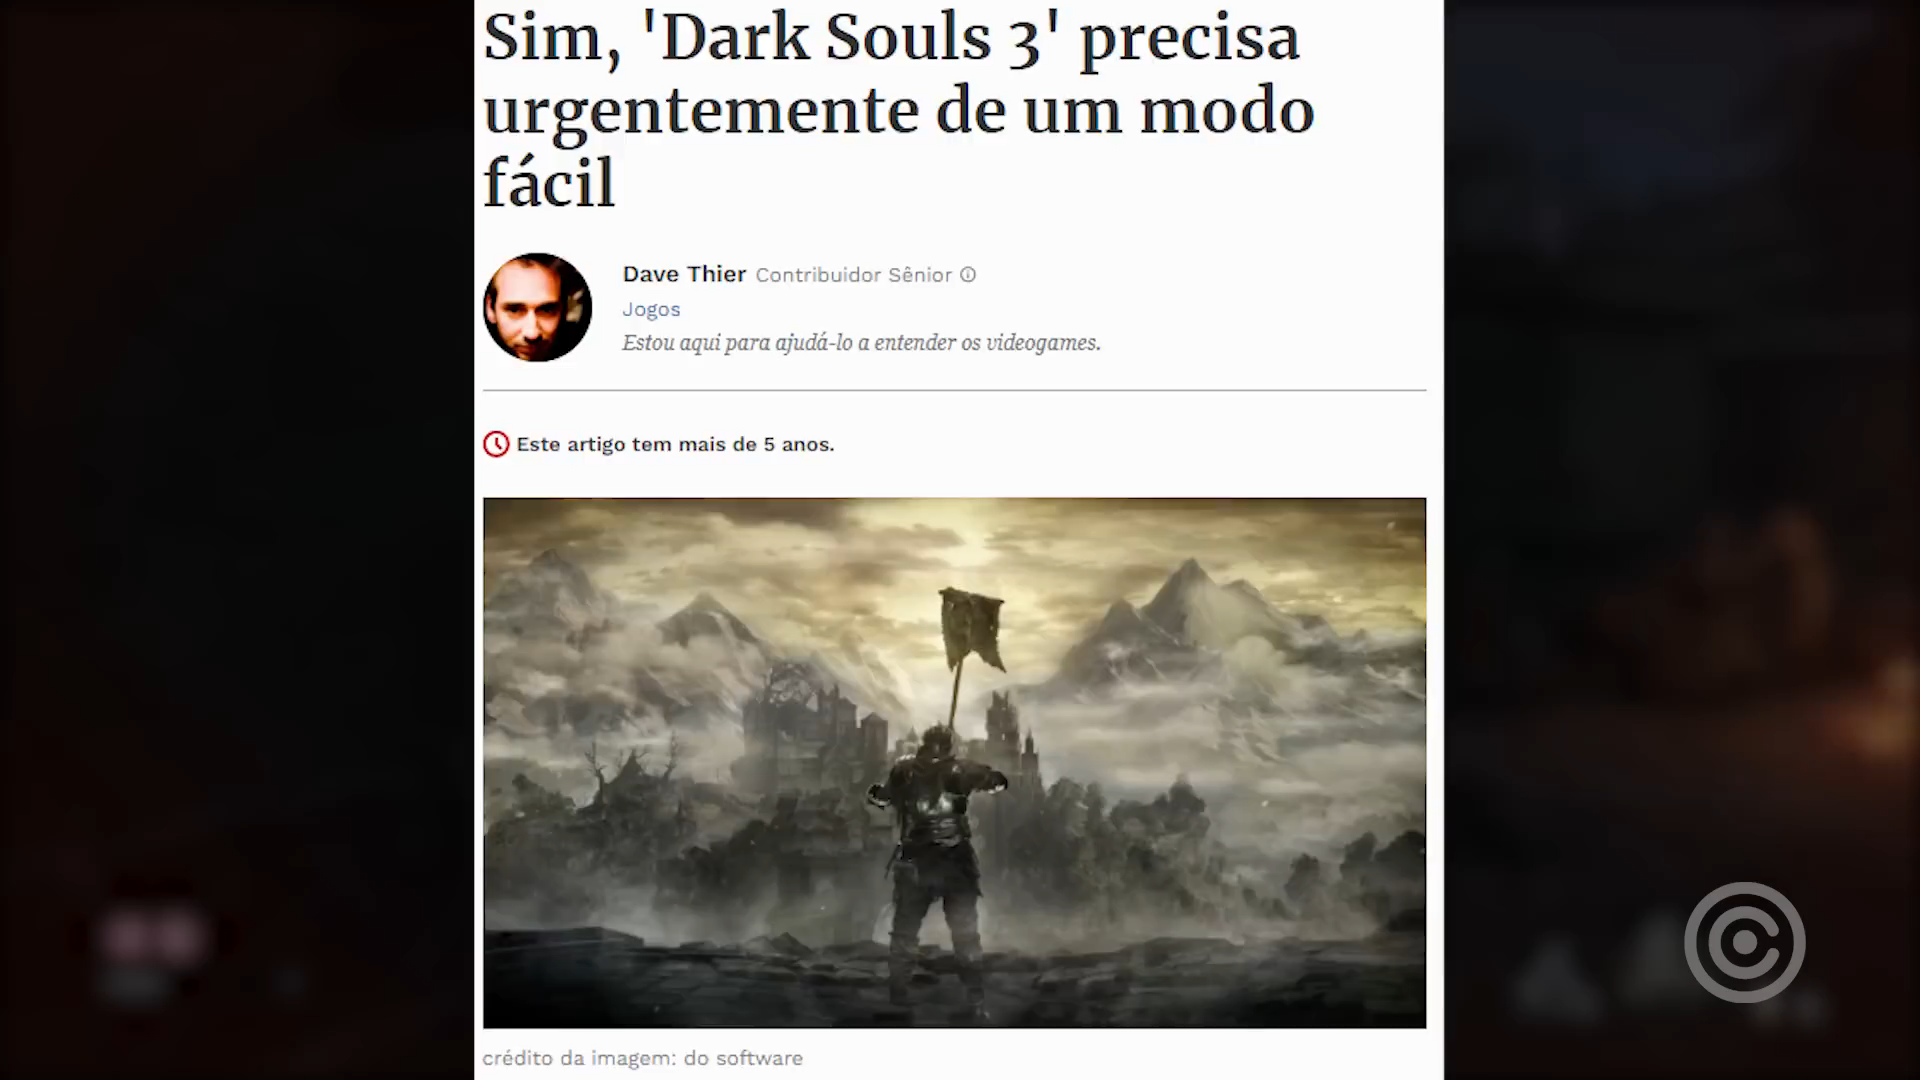 Sim, 'Dark Souls 3' precisa
urgentemente de um modo
fácil
Dave Thier Contribuidor Sênior
Jogos
Estou aqui para ajudá-lo a entender os videogames.
Este artigo tem mais de 5 anos.
crédito da imagem: do software